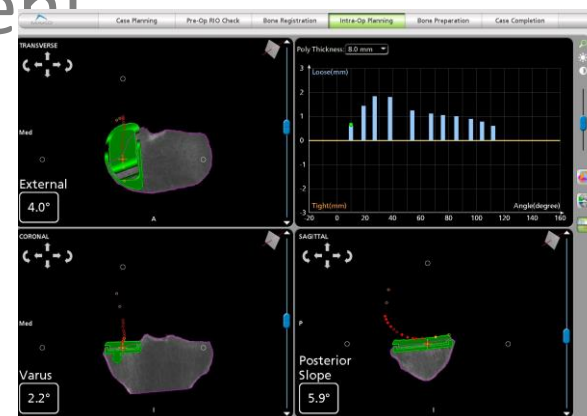 ent
Case Planning Pre-Op RIO Check Bone Registration Intra-Op Planning Bone Preparation Case Completion
TRANSVERSE
Med
External
4.0°
A
Poly Thickness: 8.0 mm
3
Loose(mm)
2
1
0
-1
-2
-3
Tight(mm)
Angle(degree)
-20 0 20 40 60 80 100 120 140 160
CORONAL
Med
Varus
2.2°
I
SAGITTAL
P
Posterior
Slope
5.9°
I